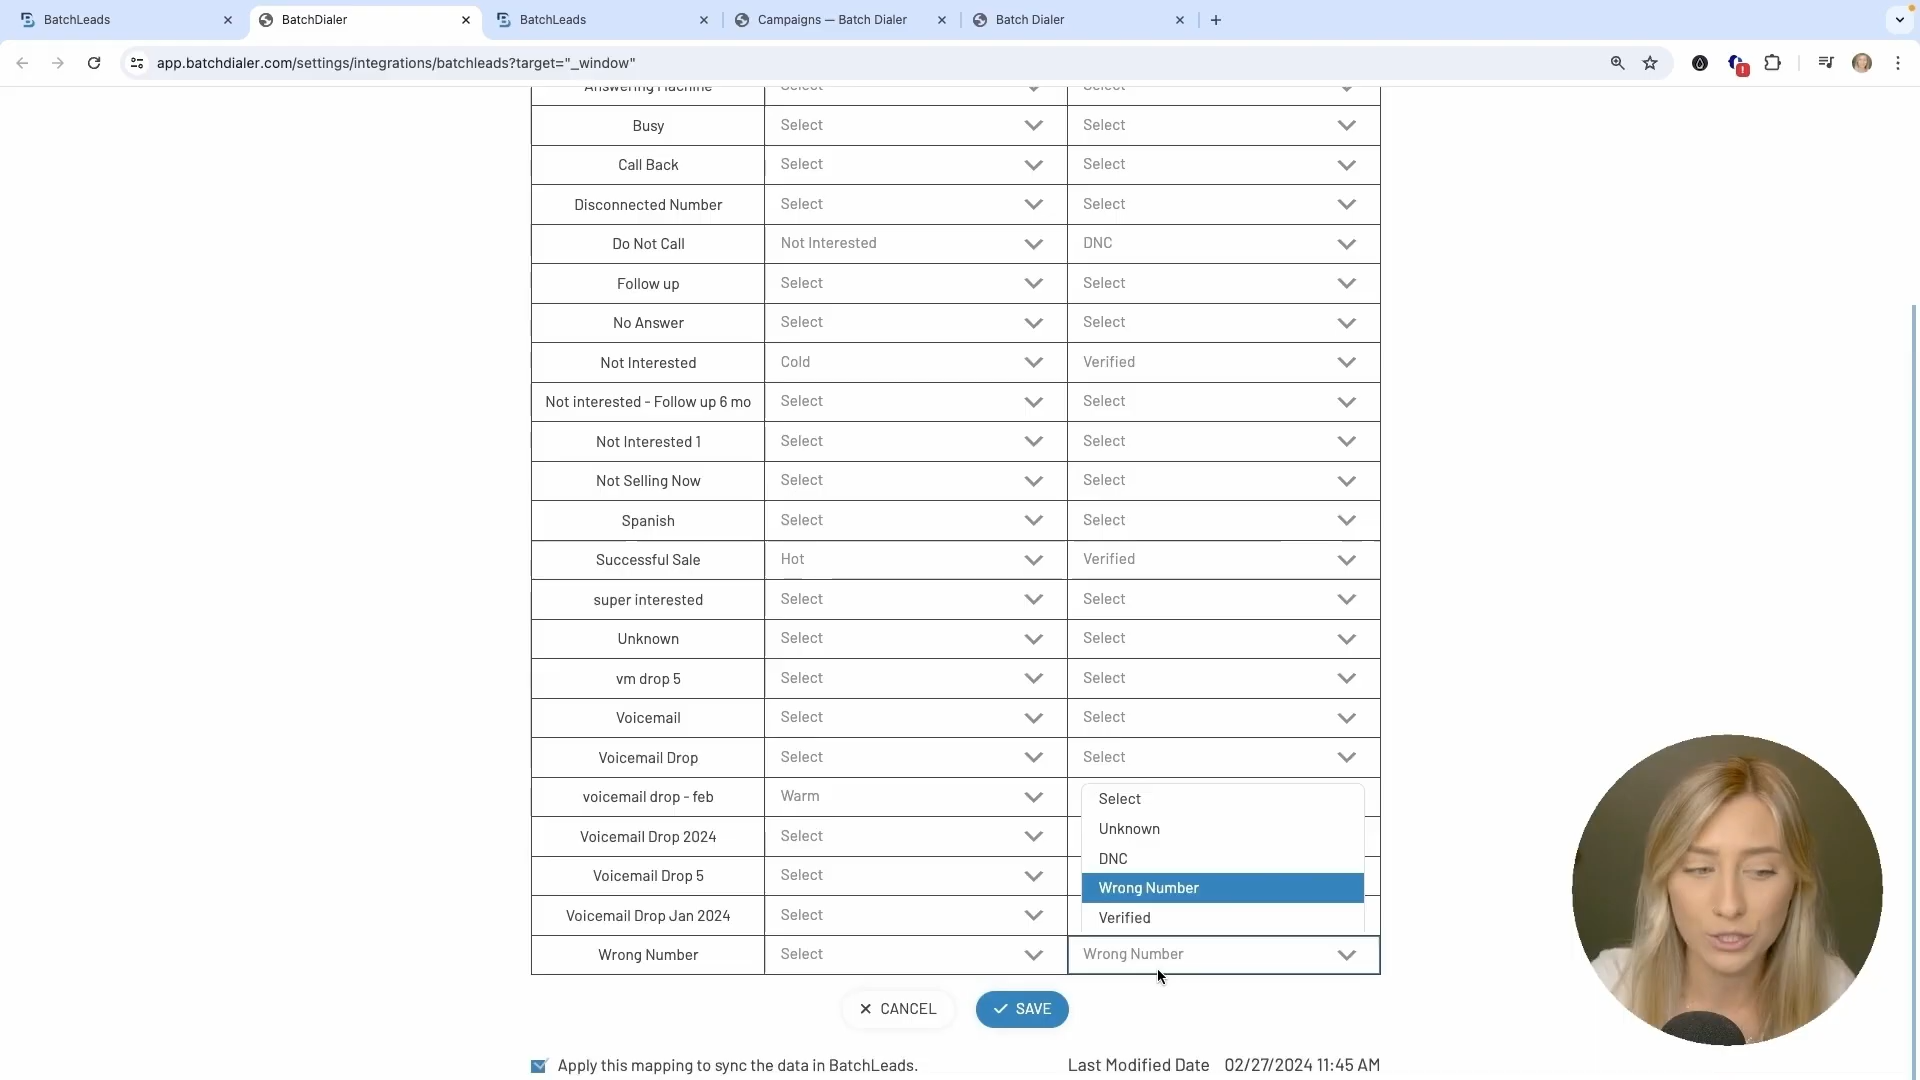 BatchLeads
BatchDialer
BatchLeads
Campaigns — Batch Dialer
Batch Dialer
app.batchdialer.com/settings/integrations/batchleads?target="_window"
Answering Machine Select Select
Busy Select Select
Call Back Select Select
Disconnected Number Select Select
Do Not Call Not Interested DNC
Follow up Select Select
No Answer Select Select
Not Interested Cold Verified
Not interested - Follow up 6 mo Select Select
Not Interested 1 Select Select
Not Selling Now Select Select
Spanish Select Select
Successful Sale Hot Verified
super interested Select Select
Unknown Select Select
vm drop 5 Select Select
Voicemail Select Select
Voicemail Drop Select Select
voicemail drop - feb Warm
Select
Unknown
Voicemail Drop 2024 Select
DNC
Voicemail Drop 5 Select
Wrong Number
Voicemail Drop Jan 2024 Select
Verified
Wrong Number Select Wrong Number
CANCEL
SAVE
Apply this mapping to sync the data in BatchLeads.
Last Modified Date 02/27/2024 11:45 AM